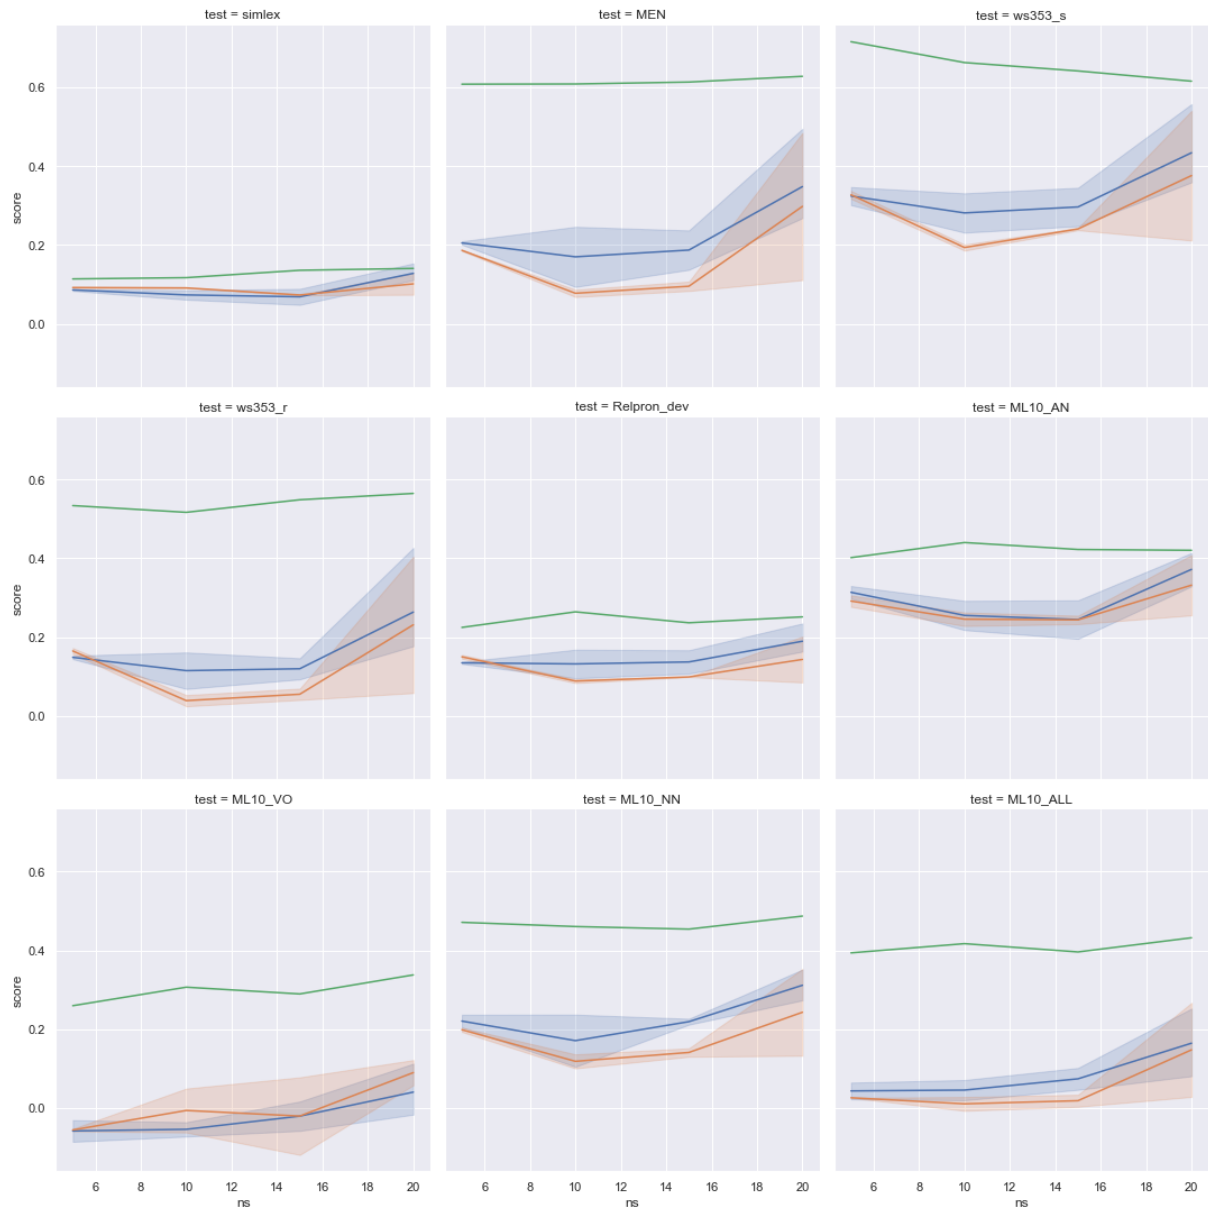 test = simlex
test = MEN
test = ws353_s
0.6
0.4
0.2
0.0
score
test = ws353_r
test = Relpron_dev
test = ML10_AN
0.6
0.4
0.2
0.0
score
test = ML10_VO
test = ML10_NN
test = ML10_ALL
0.6
0.4
0.2
0.0
score
6 8 10 12 14 16 18 20
6 8 10 12 14 16 18 20
6 8 10 12 14 16 18 20
ns
ns
ns